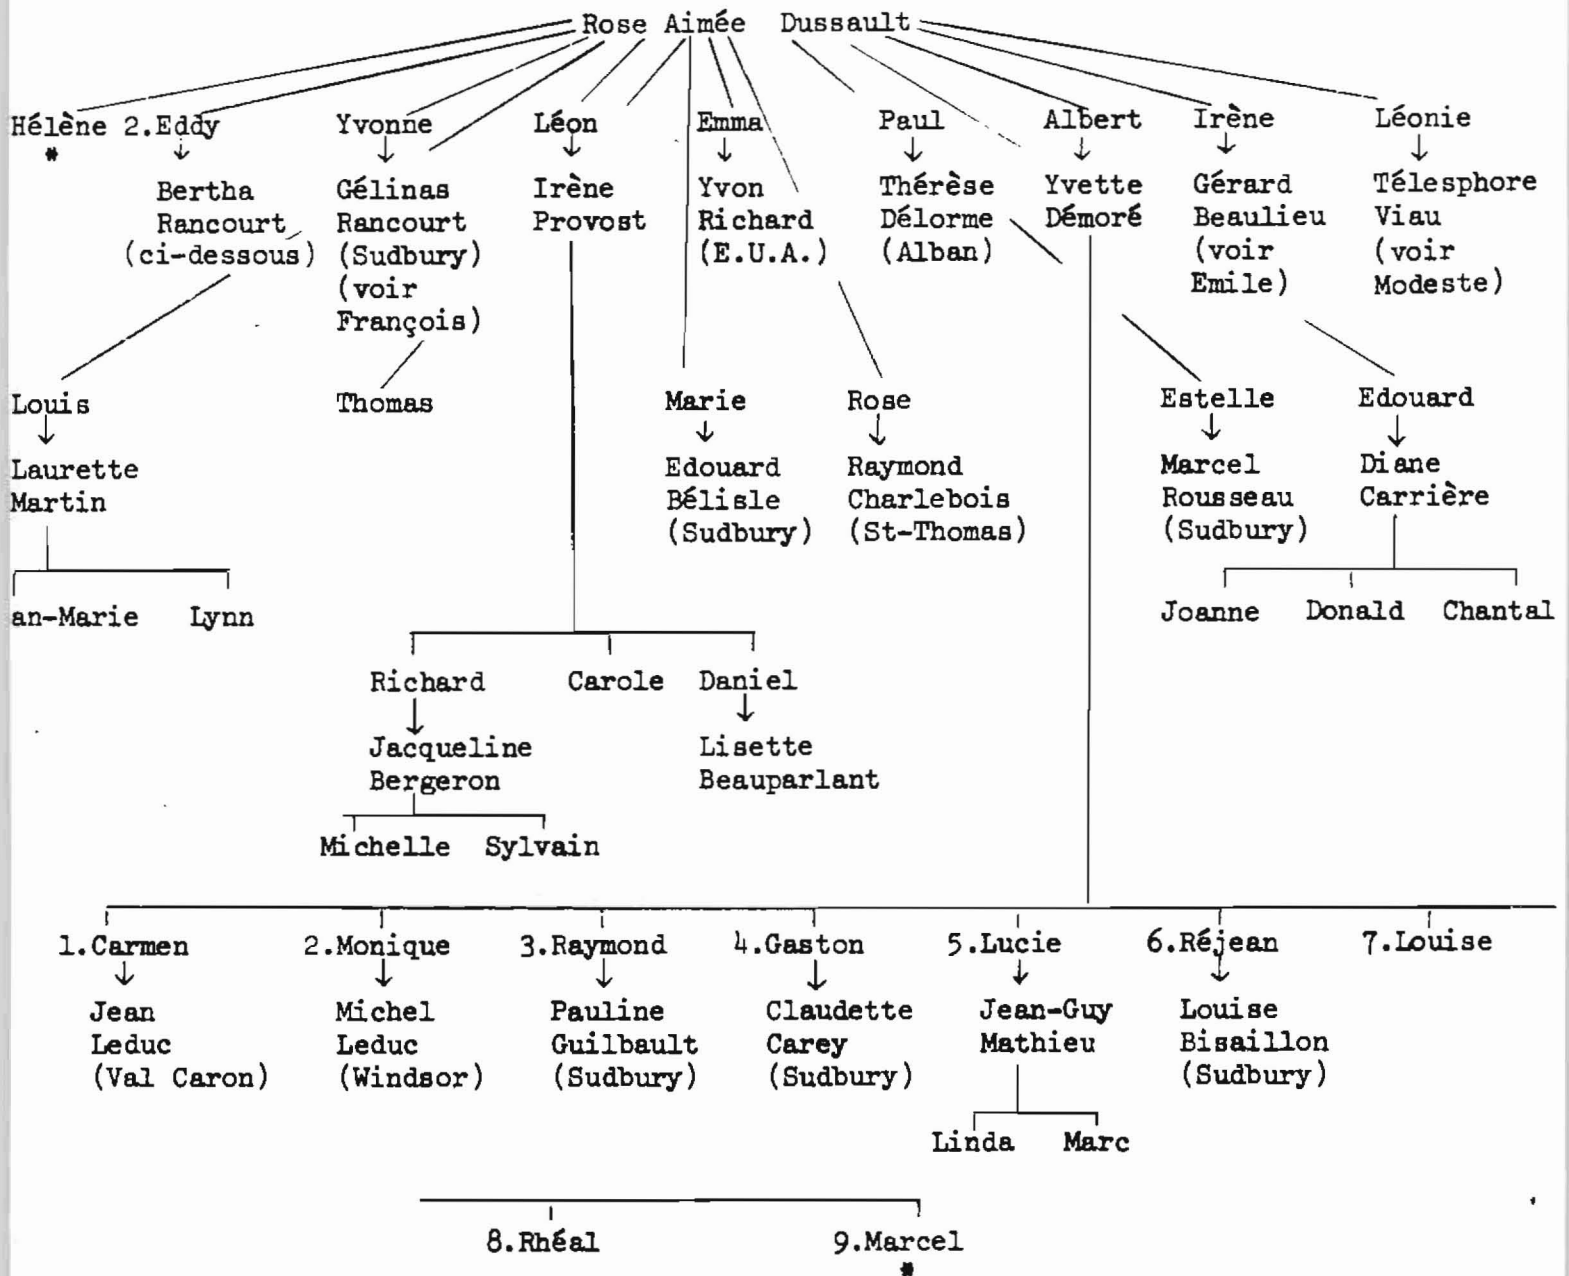 Rose Aimée Dussault
Hélène 2.Eddy Yvonne Léon Emma Paul Albert Irène Léonie
*
Bertha
Rancourt
(ci-dessous)
Gélinas
Rancourt
(Sudbury)
(voir
François)
Irène
Provost
Yvon
Richard
(E.U.A.)
Thérèse
Délorme
(Alban)
Yvette
Démoré
Gérard
Beaulieu
(voir
Emile)
Télesphore
Viau
(voir
Modeste)
Louis Thomas Marie Rose Estelle Edouard
Laurette
Martin
Edouard
Bélisle
(Sudbury)
Raymond
Charlebois
(St-Thomas)
Marcel
Rousseau
(Sudbury)
Diane
Carrière
an-Marie Lynn Joanne Donald Chantal
Richard Carole Daniel
Jacqueline
Bergeron
Lisette
Beauparlant
Michelle Sylvain
1.Carmen 2.Monique 3.Raymond 4.Gaston 5.Lucie 6.Réjean 7.Louise
Jean
Leduc
(Val Caron)
Michel
Leduc
(Windsor)
Pauline
Guilbault
(Sudbury)
Claudette
Carey
(Sudbury)
Jean-Guy
Mathieu
Louise
Bisaillon
(Sudbury)
Linda Marc
8.Rhéal 9.Marcel
*